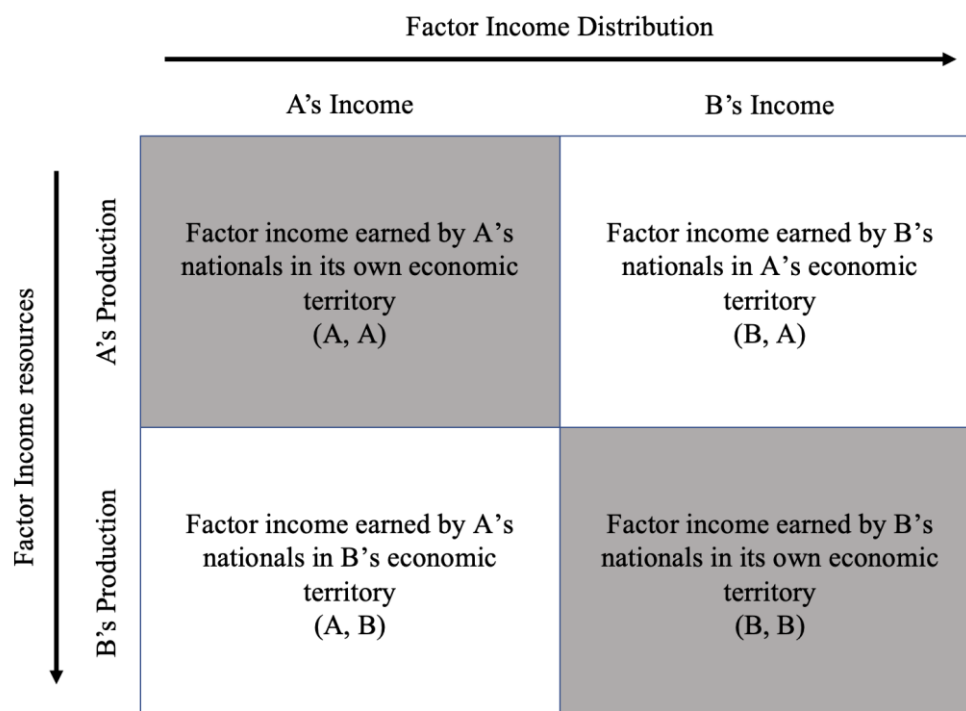 Factor Income Distribution
A’s Income
B’s Income
Factor Income resources
A’s Production
Factor income earned by A’s
nationals in its own economic
territory
(A, A)
Factor income earned by B’s
nationals in A’s economic
territory
(B, A)
B’s Production
Factor income earned by A’s
nationals in B’s economic
territory
(A, B)
Factor income earned by B’s
nationals in its own economic
territory
(B, B)